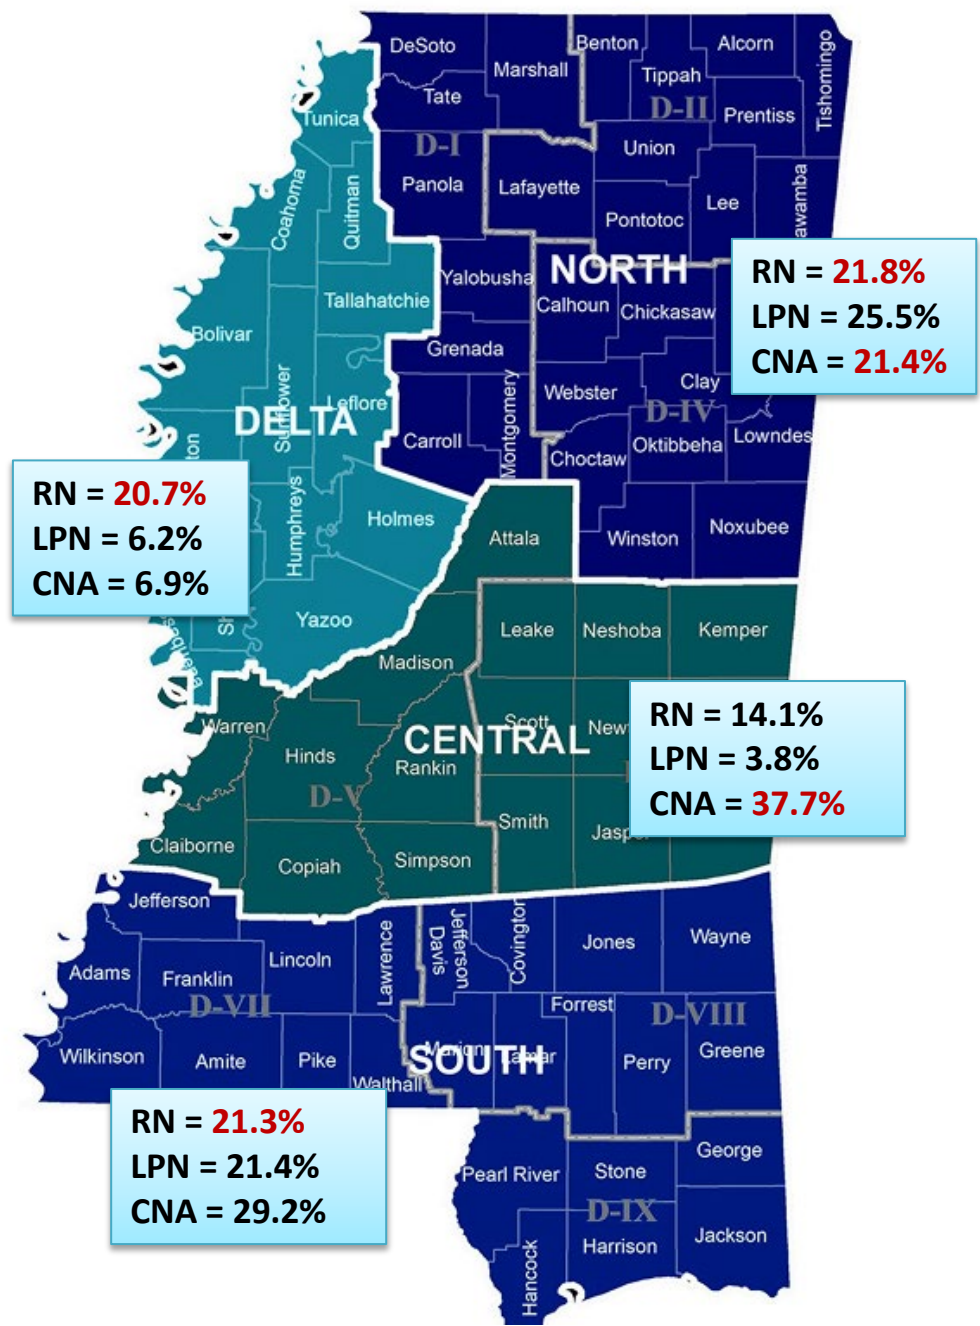 DeSoto
Marshall
Benton
Alcorn
Tippah
Tishomingo
Tate
Prentiss
Tunica
D-I
D-II
Union
Panola
Lafayette
Coahoma
Quitman
Pontotoc
Lee
NORTH
Yalobusha
Tallahatchie
Calhoun
Chickasaw
RN = 21.8%
LPN = 25.5%
CNA = 21.4%
Bolivar
Grenada
Webster
Clay
D-IV
Leflore
Sunflower
DELTA
Carroll
Montgomery
Choctaw
Oktibbeha
Lowndes
RN = 20.7%
LPN = 6.2%
CNA = 6.9%
Humphreys
Holmes
Attala
Winston
Noxubee
Yazoo
Leake
Neshoba
Kemper
Madison
Warren
Hinds
Scott
CENTRAL
Rankin
RN = 14.1%
LPN = 3.8%
CNA = 37.7%
D-V
Claiborne
Copiah
Simpson
Smith
Jefferson
Lincoln
Lawrence
Jefferson
Davis
Covington
Jones
Wayne
Adams
Franklin
D-VII
Forrest
D-VIII
Wilkinson
Amite
Pike
Walthall
Marion
Lamar
SOUTH
Perry
Greene
RN = 21.3%
LPN = 21.4%
CNA = 29.2%
Pearl River
Stone
George
D-IX
Hancock
Harrison
Jackson